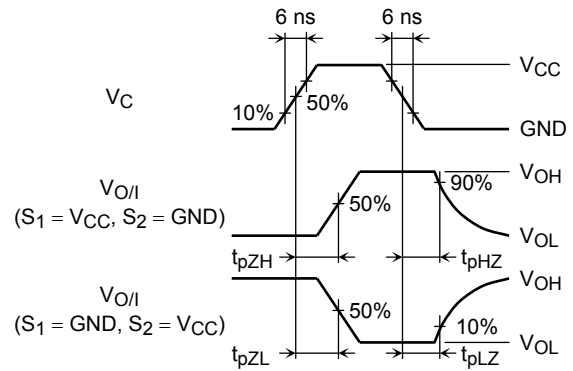 6 ns 6 ns
V_CC
V_C
10% 50%
GND
V_O/I
(S_1 = V_CC, S_2 = GND)
V_OH
90%
50%
V_OL
t_pZH t_pHZ
V_O/I
(S_1 = GND, S_2 = V_CC)
V_OH
50%
10%
V_OL
t_pZL t_pLZ